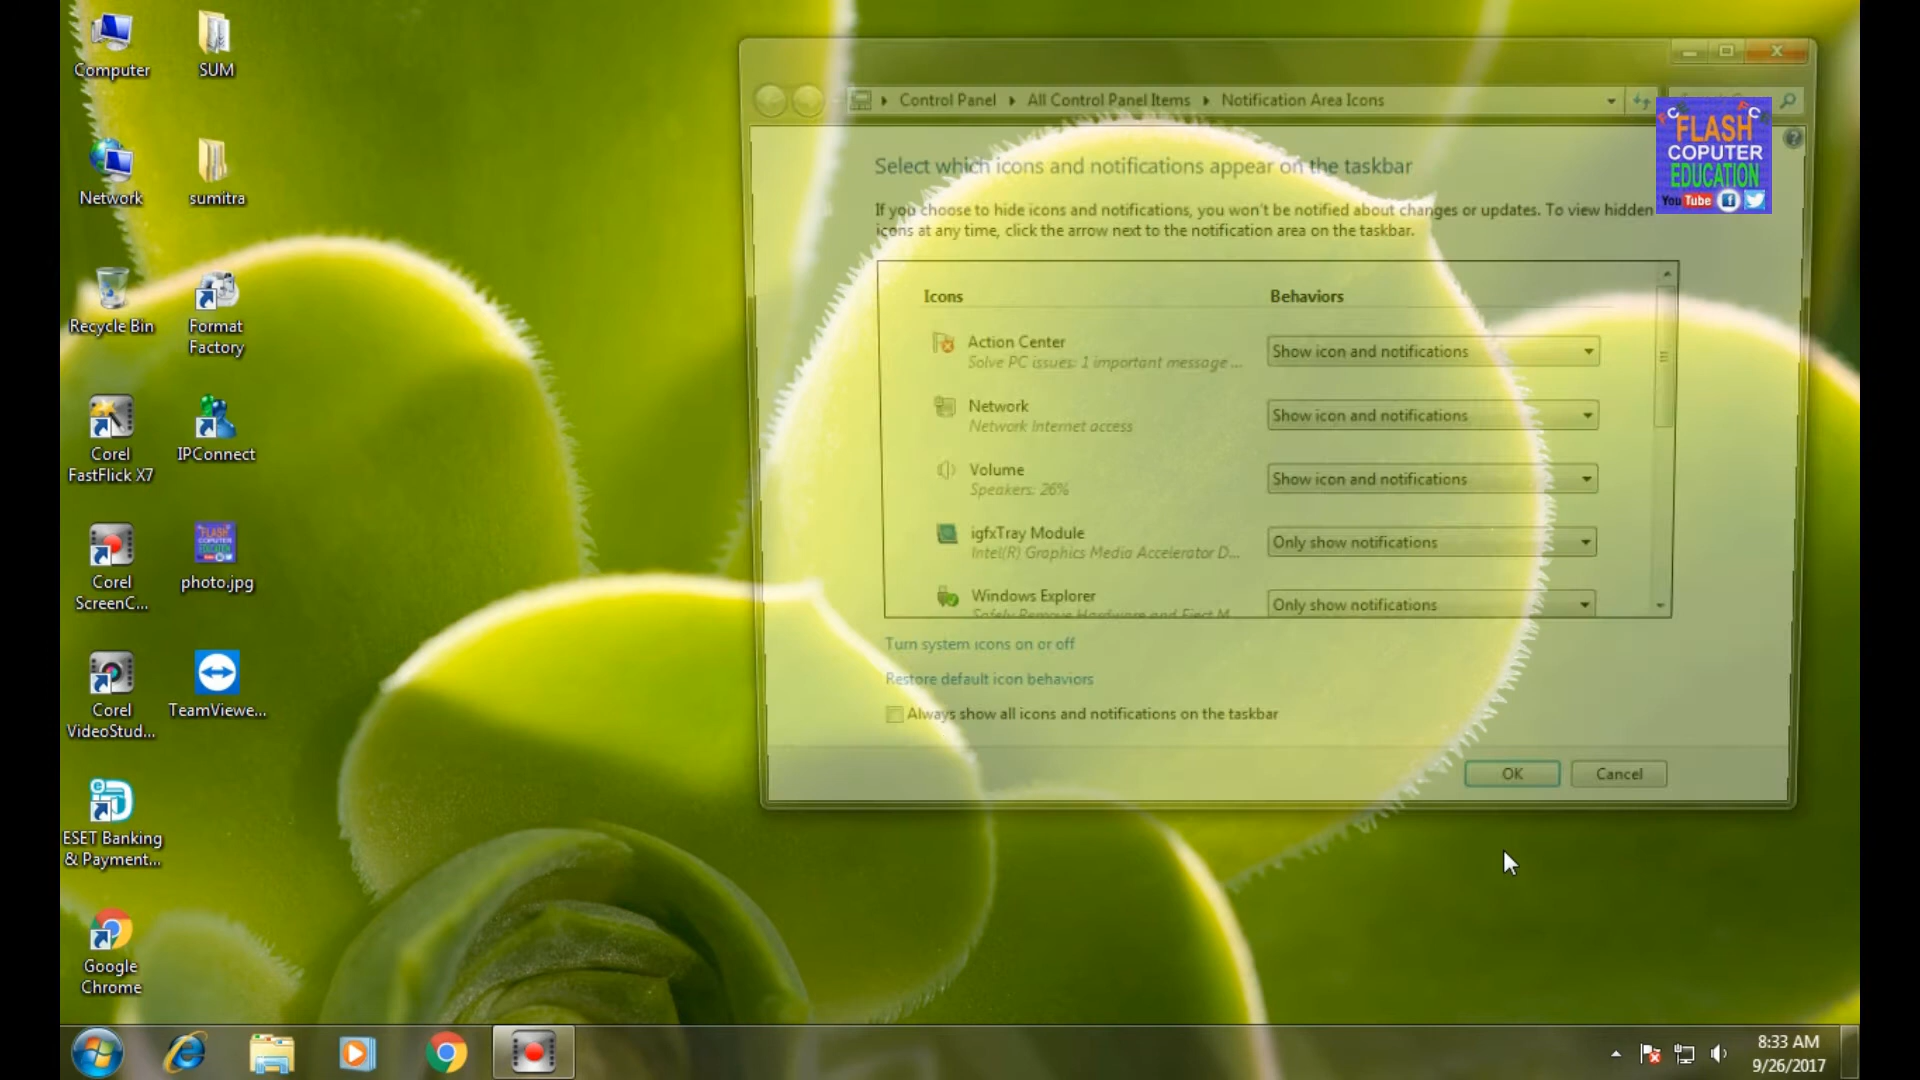 Computer
SUM
Network
sumitra
Recycle Bin
Format
Factory
Corel
FastFlick X7
IPConnect
Corel
ScreenC...
photo.jpg
Corel
VideoStud...
TeamViewe...
ESET Banking
& Payment...
Google
Chrome
Control Panel
All Control Panel Items
Notification Area Icons
FLASH
COPUTER
EDUCATION
YouTube
Select which icons and notifications appear on the taskbar
If you choose to hide icons and notifications, you won't be notified about changes or updates. To view hidden
icons at any time, click the arrow next to the notification area on the taskbar.
Icons
Behaviors
Action Center
Solve PC issues: 1 important message ...
Show icon and notifications
Network
Network Internet access
Show icon and notifications
Volume
Speakers: 26%
Show icon and notifications
igfxTray Module
Intel(R) Graphics Media Accelerator D...
Only show notifications
Windows Explorer
Safely Remove Hardware and Eject M...
Only show notifications
Turn system icons on or off
Restore default icon behaviors
Always show all icons and notifications on the taskbar
OK
Cancel
8:33 AM
9/26/2017